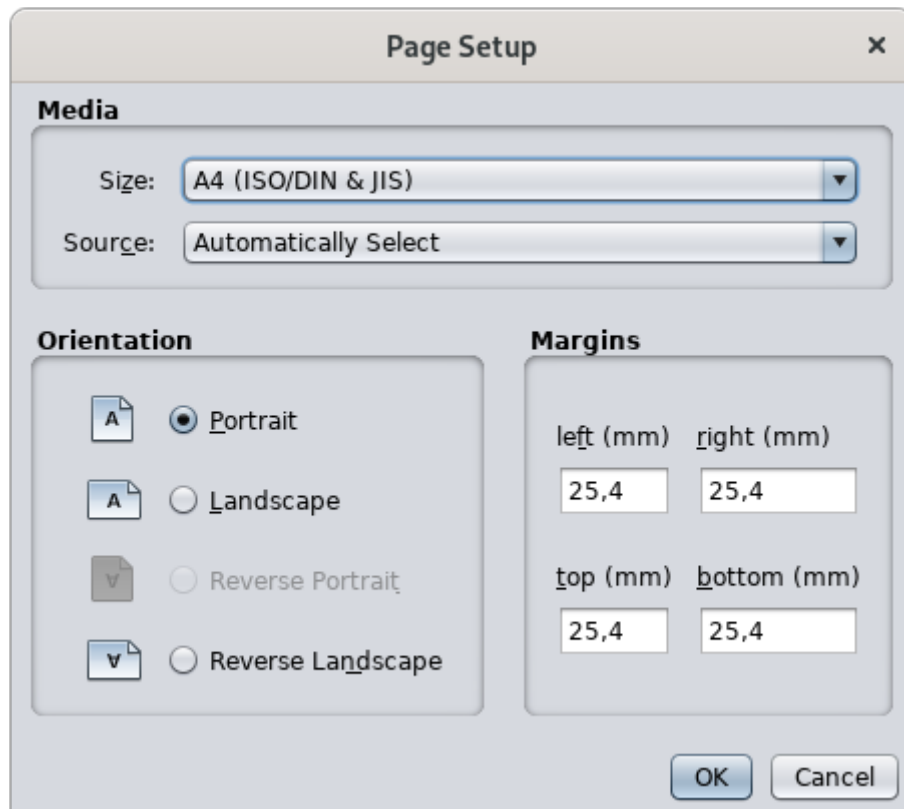 Page Setup
Media
Size: A4 (ISO/DIN & JIS)
Source: Automatically Select
Orientation
A Portrait
A Landscape
A Reverse Portrait
A Reverse Landscape
Margins
left (mm) right (mm)
25,4 25,4
top (mm) bottom (mm)
25,4 25,4
OK Cancel